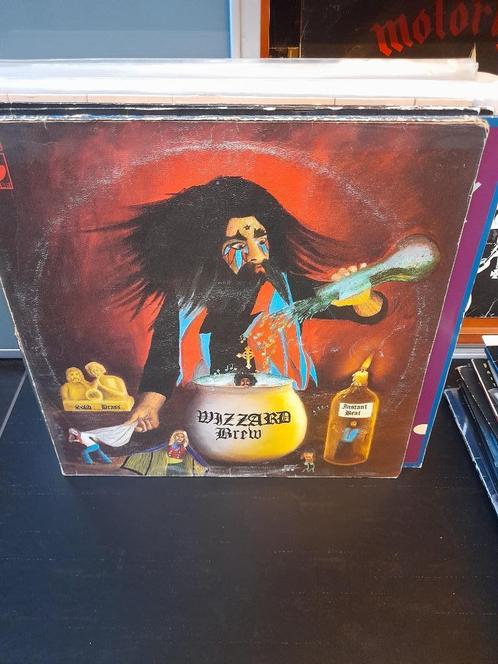 motor
WIZZARD
Brew
Solid Brass
Instant
Beat